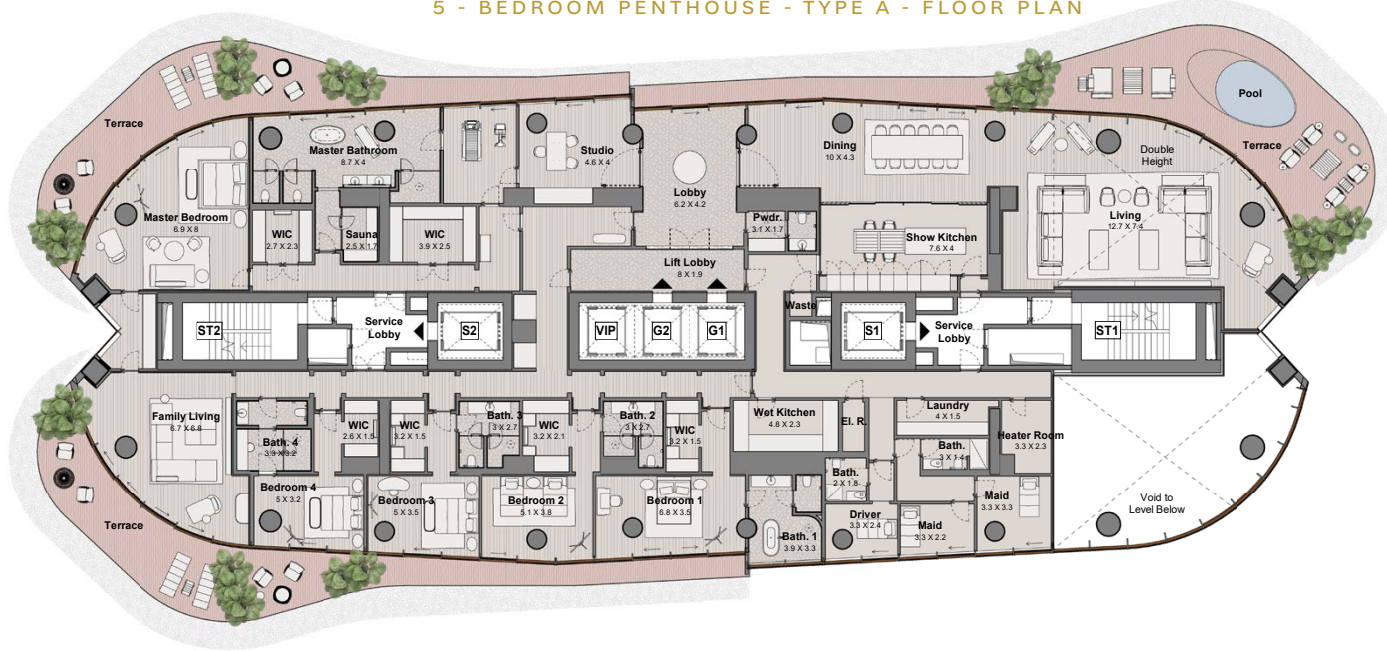 5 - BEDROOM PENTHOUSE - TYPE A - FLOOR PLAN
Terrace
Master Bathroom
8.7 X 4
Studio
4.6 X 4
Dining
10 X 4.3
Double
Height
Pool
Terrace
Master Bedroom
6.9 X 8
WIC
2.7 X 2.3
Sauna
2.5 X 1.7
WIC
3.9 X 2.5
Lobby
6.2 X 4.2
Pwdr.
3.1 X 1.7
Show Kitchen
7.6 X 4
Living
12.7 X 7.4
Lift Lobby
8 X 1.9
Waste
ST2
Service
Lobby
S2
VIP
G2
G1
S1
Service
Lobby
ST1
Family Living
6.7 X 6.8
Bath. 4
3.3 X 3.2
WIC
2.6 X 1.5
WIC
3.2 X 1.5
Bath. 3
3 X 2.7
WIC
3.2 X 2.1
Bath. 2
3 X 2.7
WIC
3.2 X 1.5
Wet Kitchen
4.8 X 2.3
El. R.
Laundry
4 X 1.5
Heater Room
3.3 X 2.3
Bath.
3 X 1.4
Bath.
2 X 1.8
Bedroom 4
5 X 3.2
Bedroom 3
5 X 3.5
Bedroom 2
5.1 X 3.8
Bedroom 1
6.8 X 3.5
Bath. 1
3.9 X 3.3
Driver
3.3 X 2.4
Maid
3.3 X 2.2
Maid
3.3 X 3.3
Void to
Level Below
Terrace